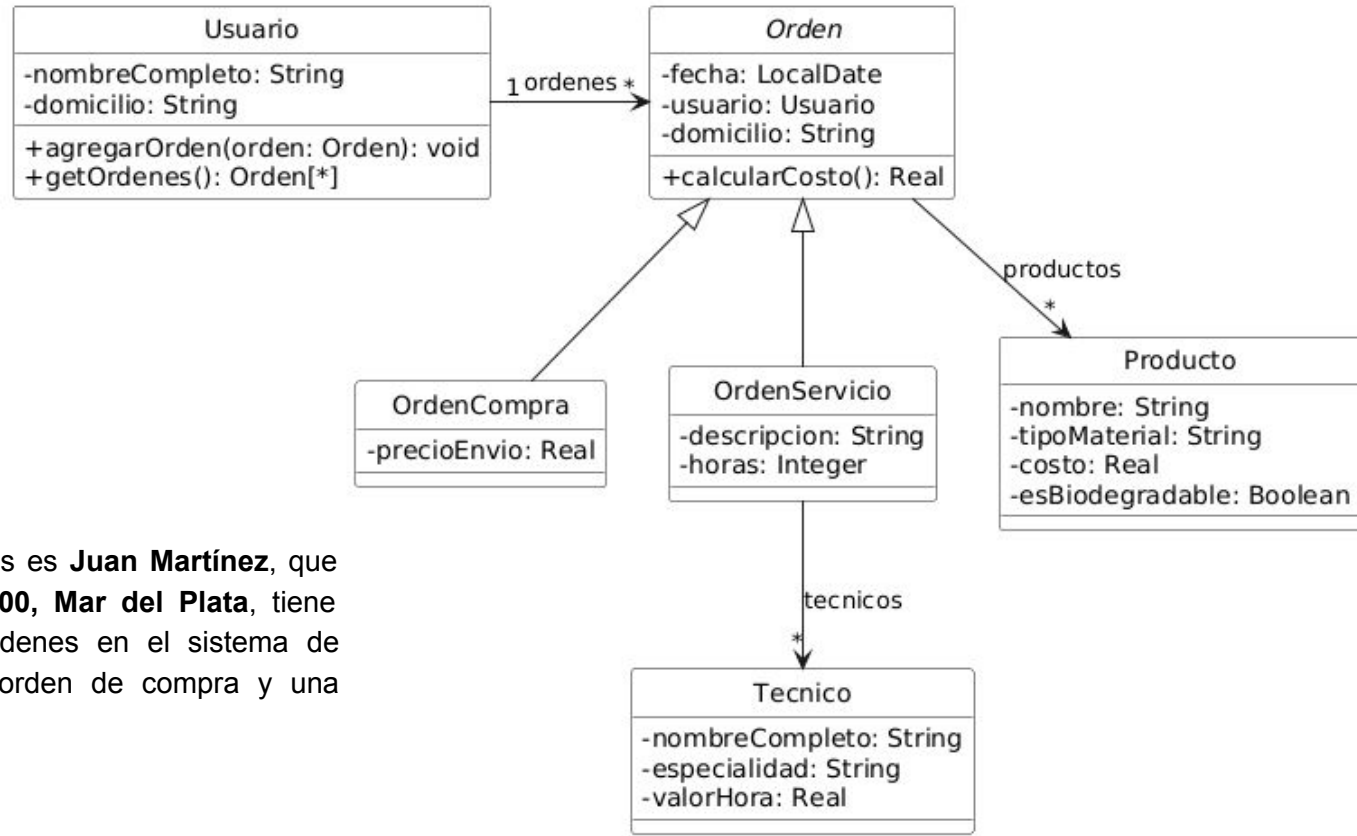 Usuario
-nombreCompleto: String
-domicilio: String
+agregarOrden(orden: Orden): void
+getOrdenes(): Orden[*]
1 ordenes *
Orden
-fecha: LocalDate
-usuario: Usuario
-domicilio: String
+calcularCosto(): Real
productos
*
OrdenCompra
-precioEnvio: Real
OrdenServicio
-descripcion: String
-horas: Integer
Producto
-nombre: String
-tipoMaterial: String
-costo: Real
-esBiodegradable: Boolean
es Juan Martínez, que
00, Mar del Plata, tiene
en el sistema de
orden de compra y una
tecnicos
*
Tecnico
-nombreCompleto: String
-especialidad: String
-valorHora: Real